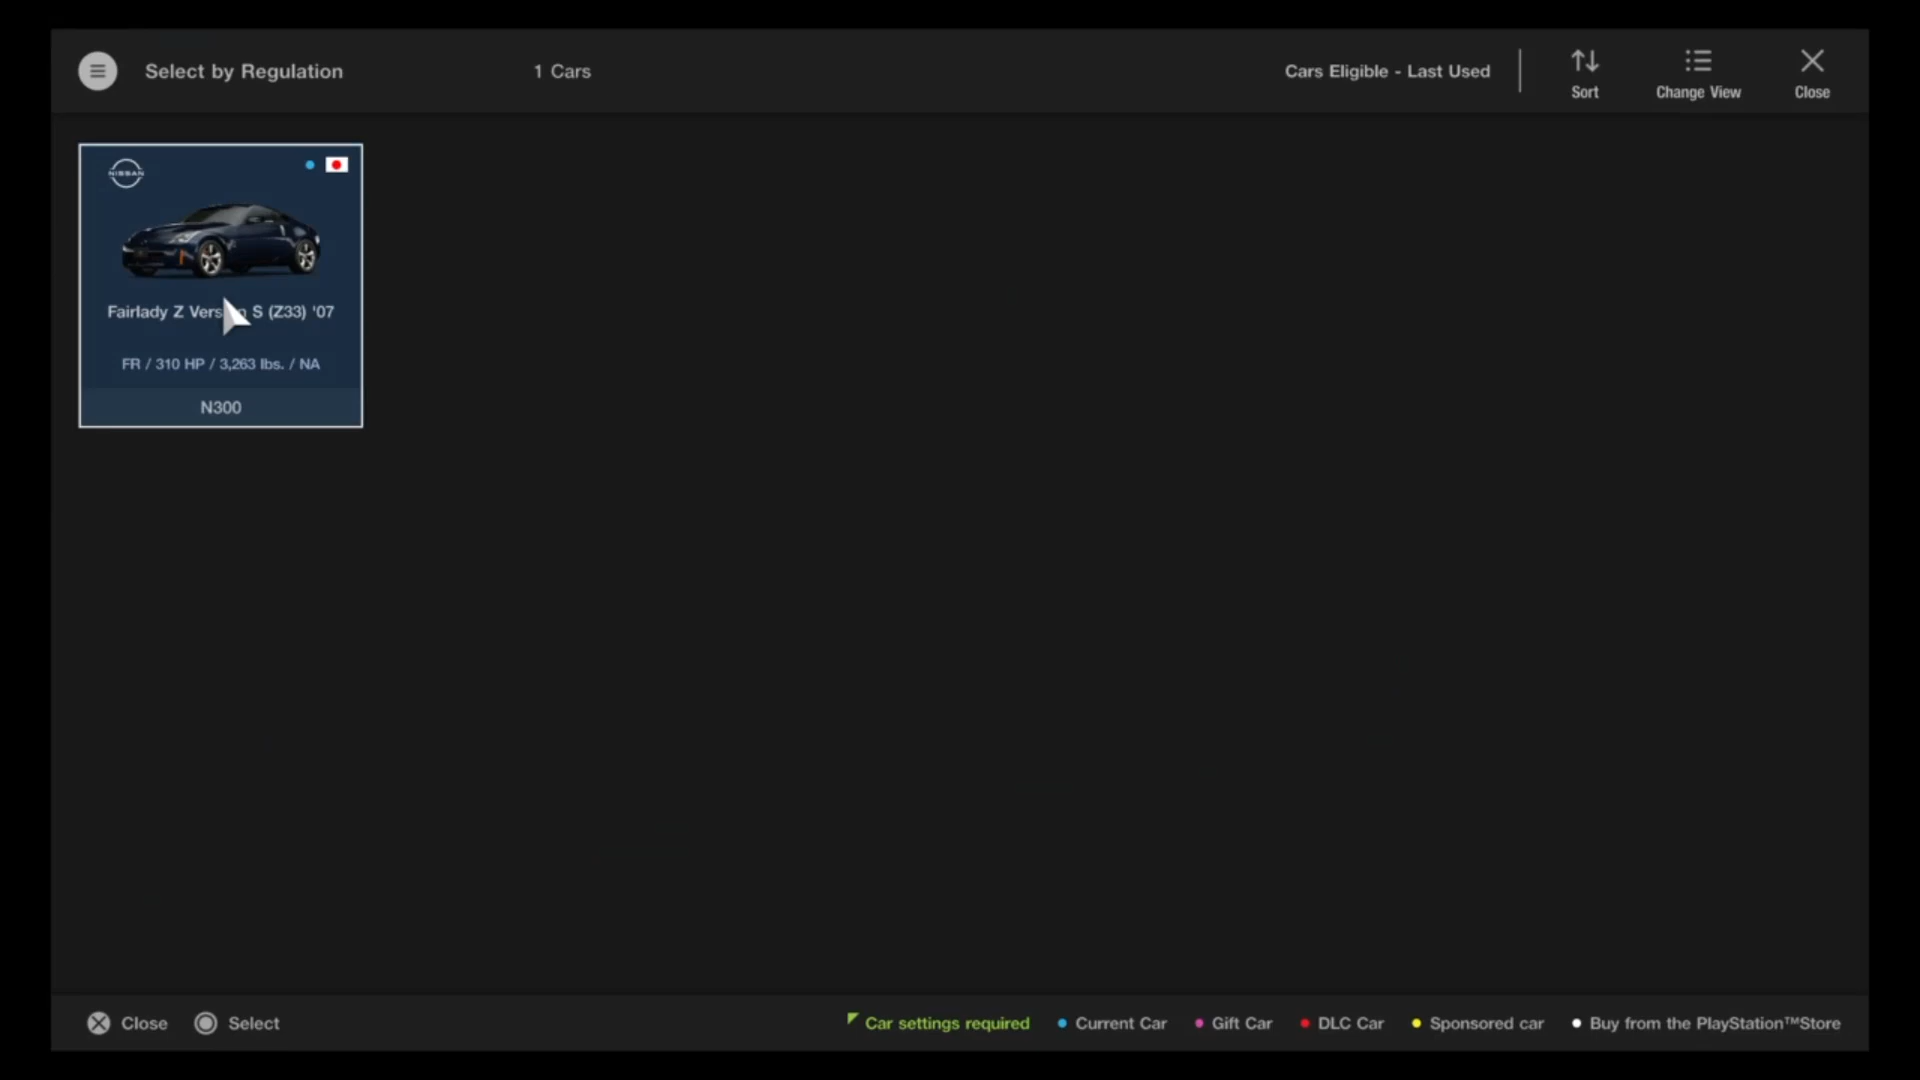 Select by Regulation
1 Cars
Cars Eligible - Last Used
Sort
Change View
Close
NISSAN
Fairlady Z Vers S (Z33) '07
FR / 310 HP / 3,263 lbs. / NA
N300
Close
Select
Car settings required
Current Car
Gift Car
DLC Car
Sponsored car
Buy from the PlayStation™Store